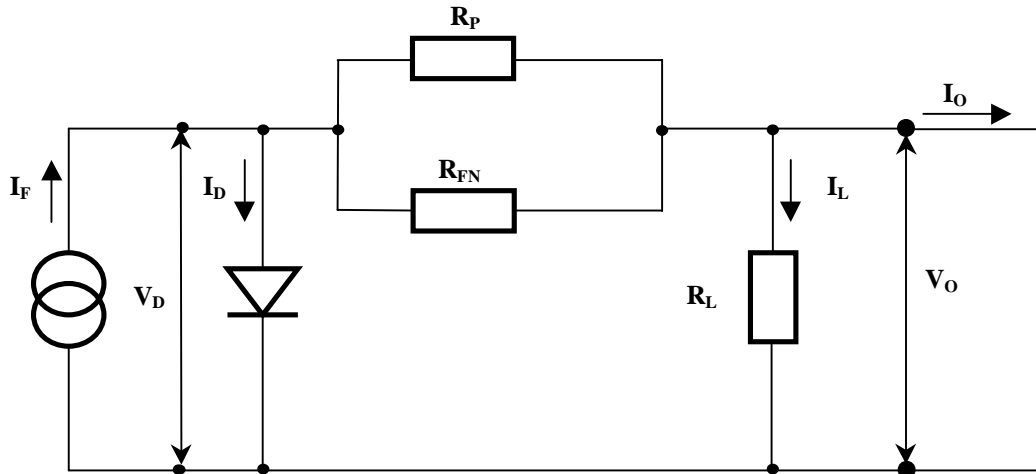 R_P
I_O
I_F
I_D
R_FN
I_L
V_D
R_L
V_O